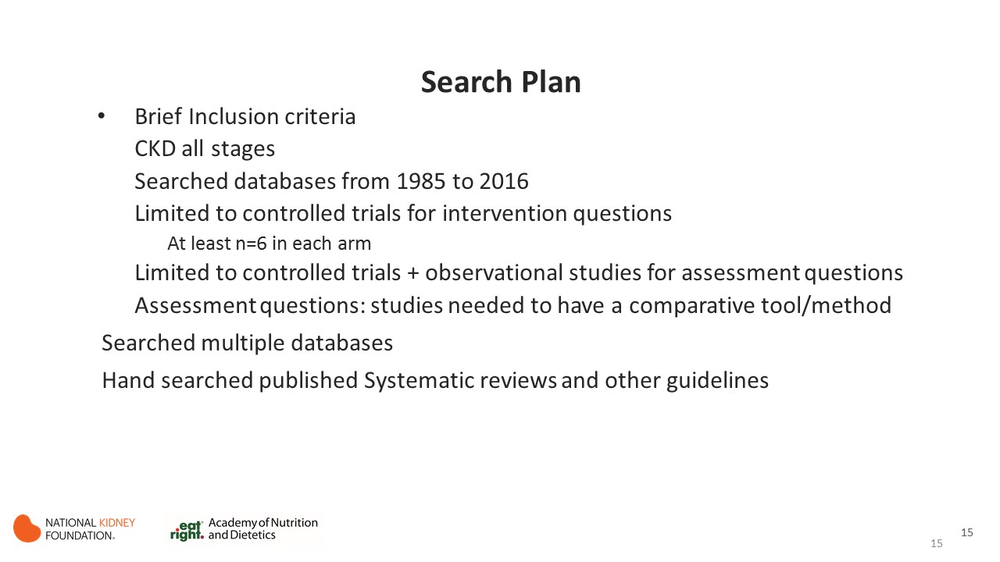 Search Plan
• Brief Inclusion criteria
CKD all stages
Searched databases from 1985 to 2016
Limited to controlled trials for intervention questions
At least n=6 in each arm
Limited to controlled trials + observational studies for assessment questions
Assessment questions: studies needed to have a comparative tool/method
Searched multiple databases
Hand searched published Systematic reviews and other guidelines
NATIONAL KIDNEY
FOUNDATION®
eat
right.
Academy of Nutrition
and Dietetics
15
15